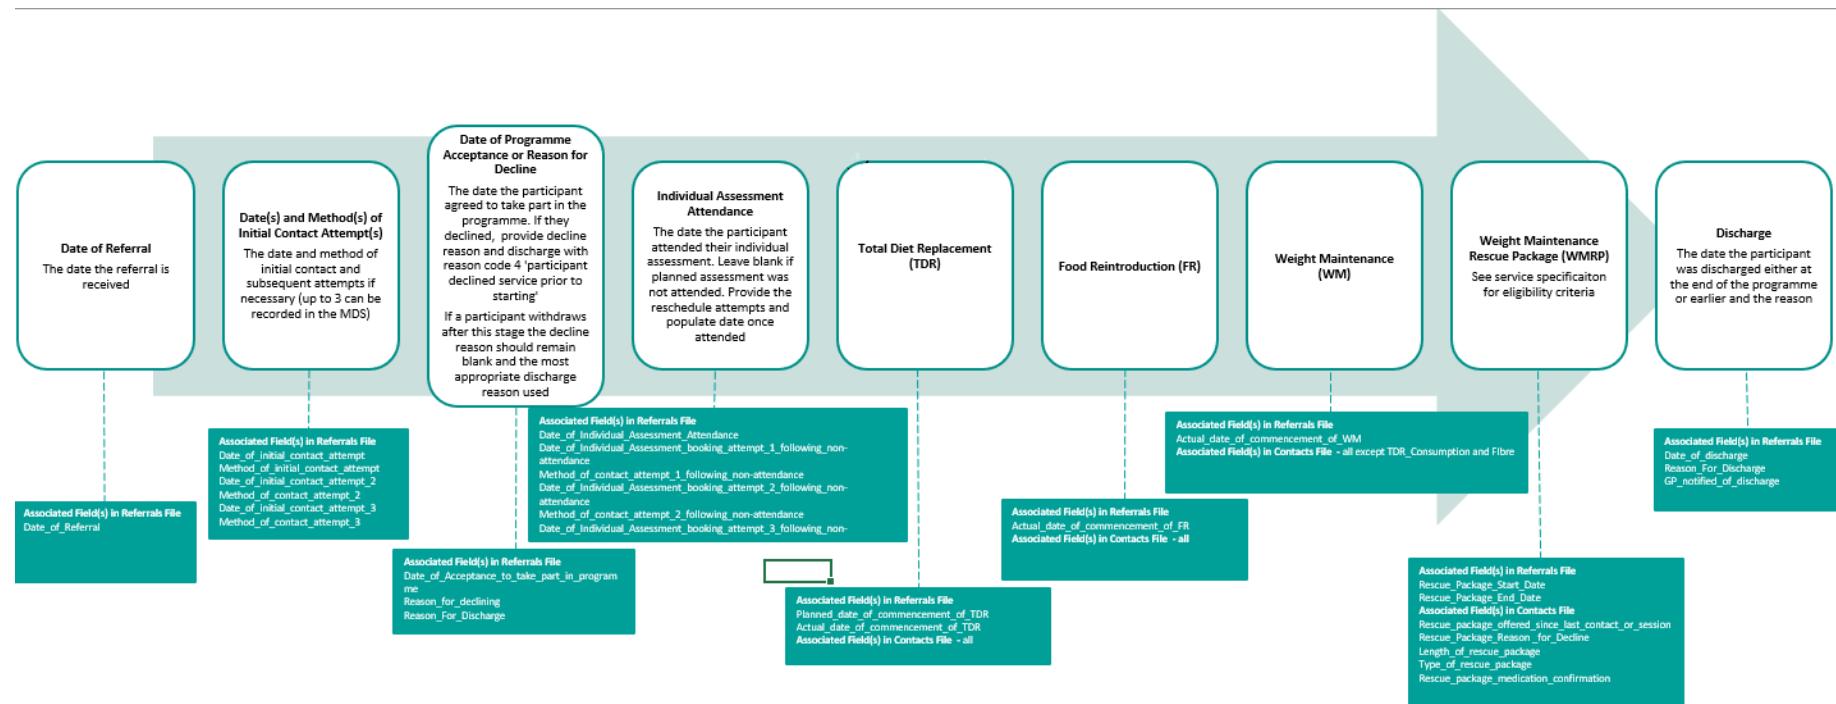 Date of Referral
The date the referral is
received
Date(s) and Method(s) of
Initial Contact Attempt(s)
The date and method of
initial contact and
subsequent attempts if
necessary (up to 3 can be
recorded in the MDS)
Date of Programme
Acceptance or Reason for
Decline
The date the participant
agreed to take part in the
programme. If they
declined, provide decline
reason and discharge with
reason code 4 'participant
declined service prior to
starting'
If a participant withdraws
after this stage the decline
reason should remain
blank and the most
appropriate discharge
reason used
Individual Assessment
Attendance
The date the participant
attended their individual
assessment. Leave blank if
planned assessment was
not attended. Provide the
reschedule attempts and
populate date once
attended
Total Diet Replacement
(TDR)
Food Reintroduction (FR)
Weight Maintenance
(WM)
Weight Maintenance
Rescue Package (WMRP)
See service specificaiton
for eligibility criteria
Discharge
The date the participant
was discharged either at
the end of the programme
or earlier and the reason
Associated Field(s) in Referrals File
Date_of_Referral
Associated Field(s) in Referrals File
Date_of_initial_contact_attempt
Method_of_initial_contact_attempt
Date_of_initial_contact_attempt_2
Method_of_contact_attempt_2
Date_of_initial_contact_attempt_3
Method_of_contact_attempt_3
Associated Field(s) in Referrals File
Date_of_Acceptance_to_take_part_in_program
me
Reason_for_declining
Reason_For_Discharge
Associated Field(s) in Referrals File
Date_of_Individual_Assessment_Attendance
Date_of_Individual_Assessment_booking_attempt_1_following_non-
attendance
Method_of_contact_attempt_1_following_non-attendance
Date_of_Individual_Assessment_booking_attempt_2_following_non-
attendance
Method_of_contact_attempt_2_following_non-attendance
Date_of_Individual_Assessment_booking_attempt_3_following_non-
Associated Field(s) in Referrals File
Planned_date_of_commencement_of_TDR
Actual_date_of_commencement_of_TDR
Associated Field(s) in Contacts File - all
Associated Field(s) in Referrals File
Actual_date_of_commencement_of_FR
Associated Field(s) in Contacts File - all
Associated Field(s) in Referrals File
Actual_date_of_commencement_of_WM
Associated Field(s) in Contacts File - all except TDR_Consumption and FIbre
Associated Field(s) in Referrals File
Rescue_Package_Start_Date
Rescue_Package_End_Date
Associated Field(s) in Contacts File
Rescue_package_offered_since_last_contact_or_session
Rescue_Package_Reason_for_Decline
Length_of_rescue_package
Type_of_rescue_package
Rescue_package_medication_confirmation
Associated Field(s) in Referrals File
Date_of_discharge
Reason_For_Discharge
GP_notified_of_discharge